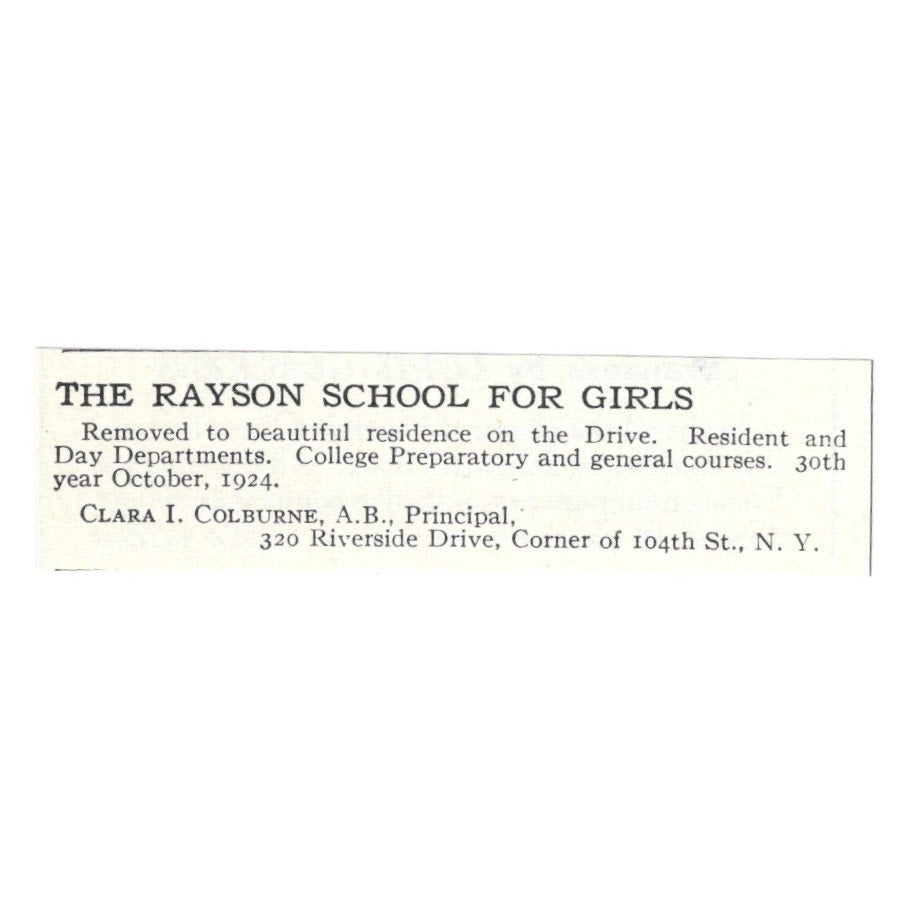 THE RAYSON SCHOOL FOR GIRLS
Removed to beautiful residence on the Drive. Resident and
Day Departments. College Preparatory and general courses. 30th
year October, 1924.
CLARA I. COLBURNE, A.B., Principal,
320 Riverside Drive, Corner of 104th St., N. Y.